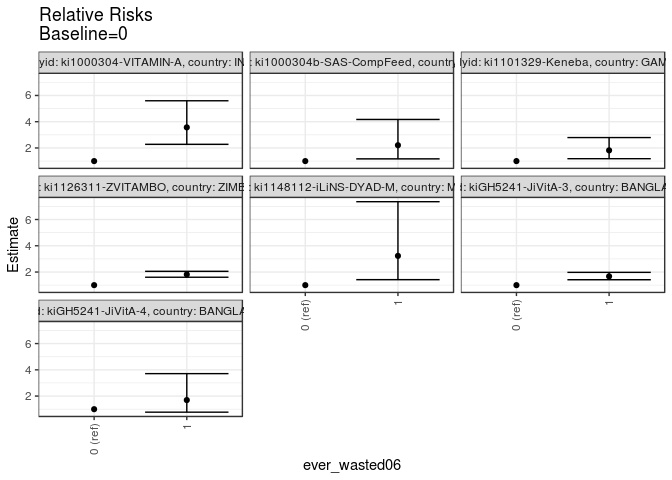 Relative Risks
Baseline=0
yid: ki1000304-VITAMIN-A, country: IN
: ki1000304b-SAS-CompFeed, country
yid: ki1101329-Keneba, country: GAM
6
4
2
: ki1126311-ZVITAMBO, country: ZIME
: ki1148112-iLiNS-DYAD-M, country: M
d: kiGH5241-JiVitA-3, country: BANGLA
6
4
2
d: kiGH5241-JiVitA-4, country: BANGLA
6
4
2
Estimate
0 (ref)
1
0 (ref)
1
0 (ref)
1
ever_wasted06